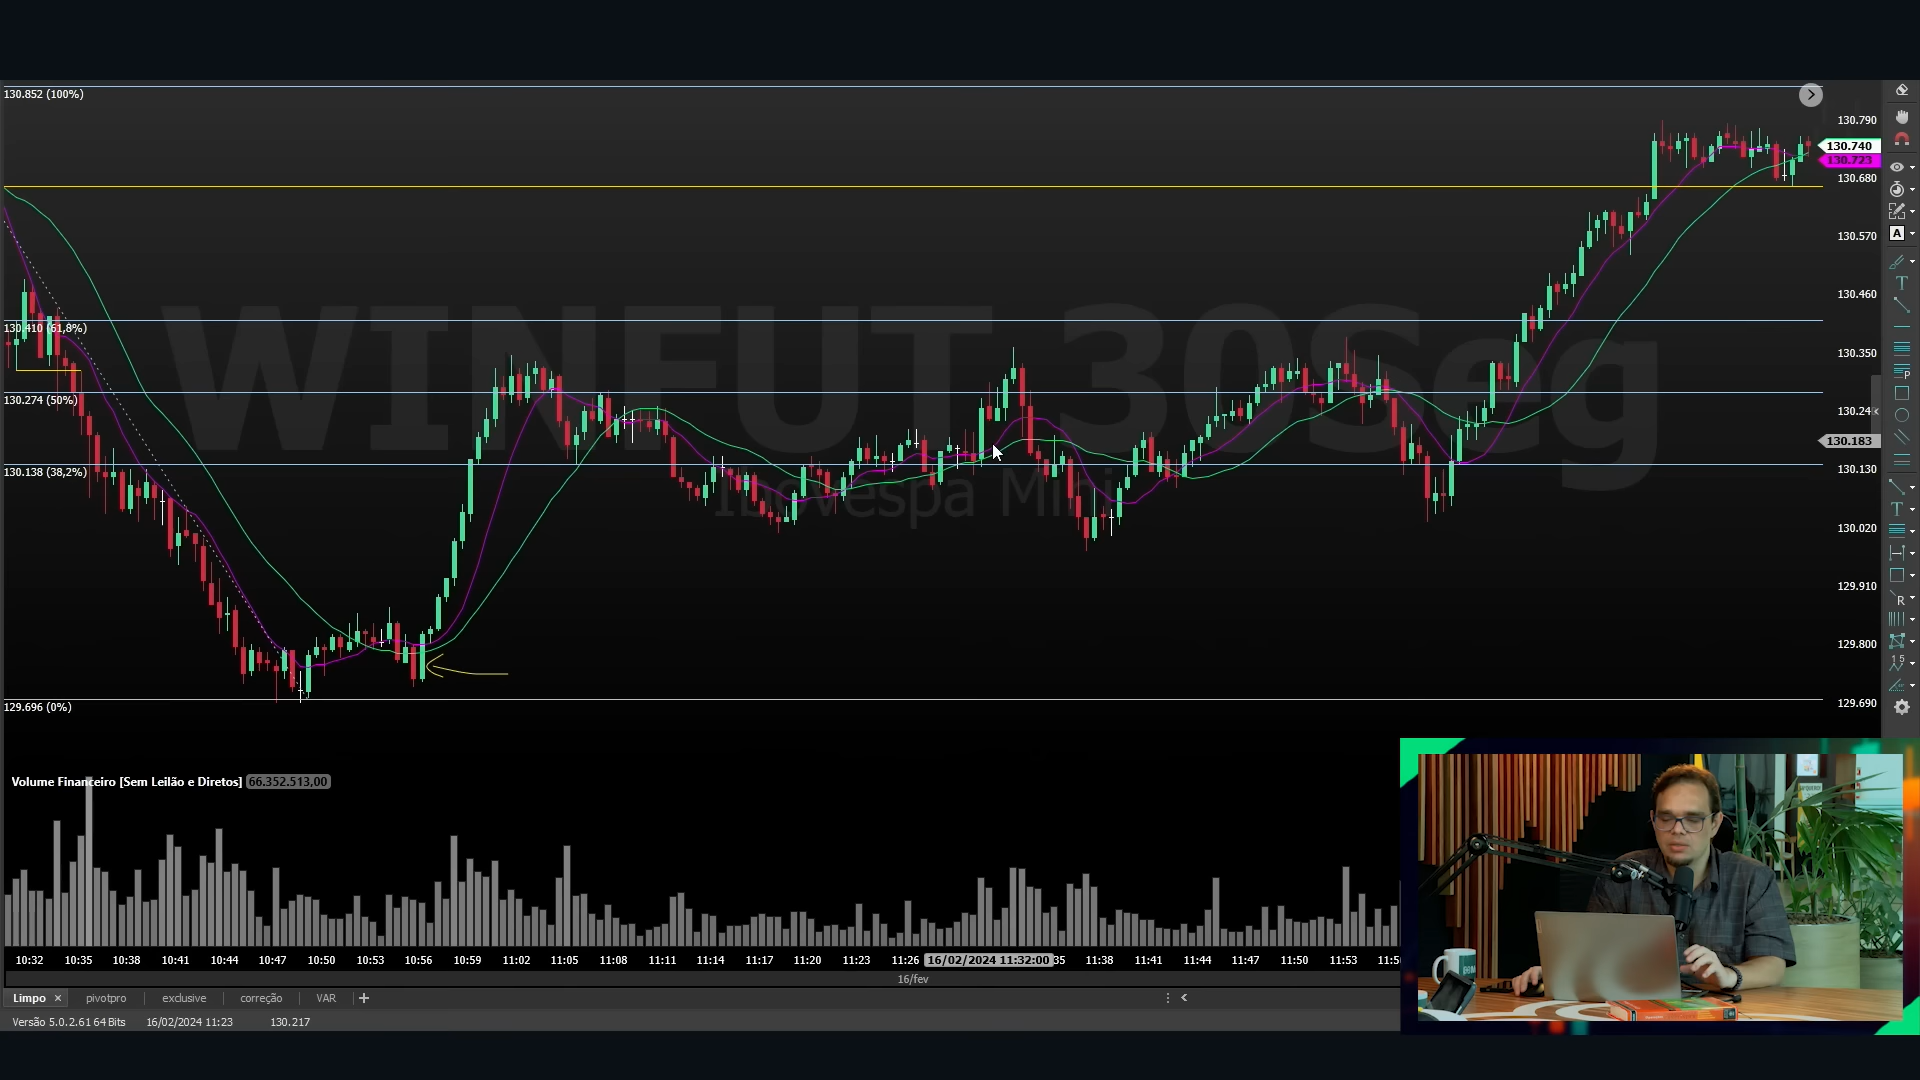 130.852 (100%)
130.790
130.740
130.723
130.680
130.570
130.460
WINFUT 30Seg
130.410 (61,8%)
130.350
130.274 (50%)
130.24
130.183
130.138 (38,2%)
130.130
Ibovespa Mini
130.020
129.910
129.800
129.696 (0%)
129.690
Volume Financeiro [Sem Leilão e Diretos] 66.352.513,00
10:32 10:35 10:38 10:41 10:44 10:47 10:50 10:53 10:56 10:59 11:02 11:05 11:08 11:11 11:14 11:17 11:20 11:23 11:26 16/02/2024 11:32:00 35 11:38 11:41 11:44 11:47 11:50 11:53 11:5
16/fev
Limpo × pivotpro exclusive correção VAR +
Versão 5.0.2.61 64 Bits 16/02/2024 11:23 130.217
A
T
P
T
R
1 5